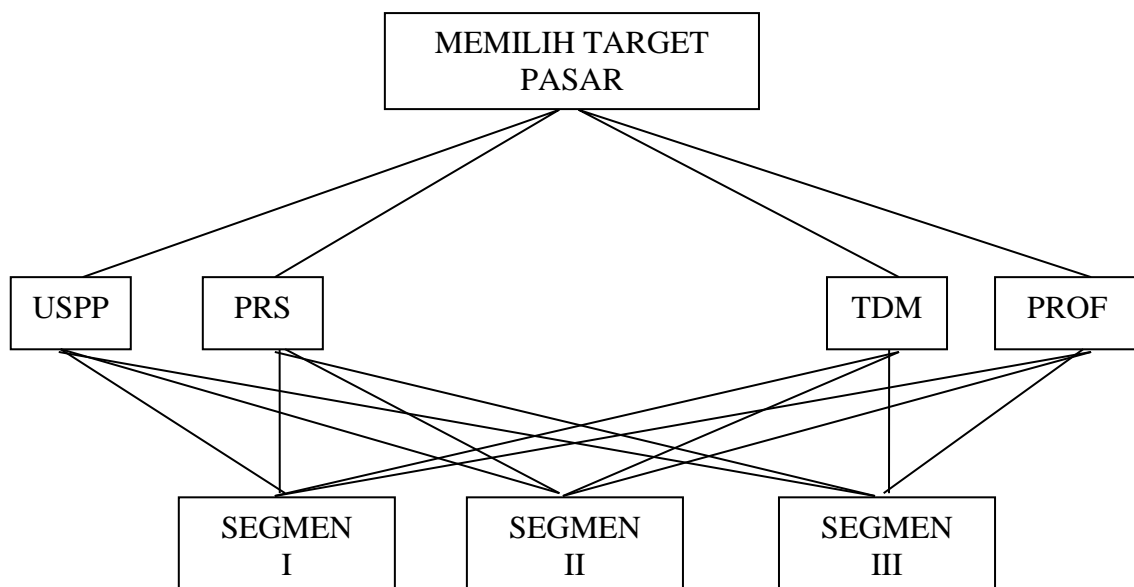 MEMILIH TARGET
PASAR
USPP
PRS
TDM
PROF
SEGMEN
I
SEGMEN
II
SEGMEN
III